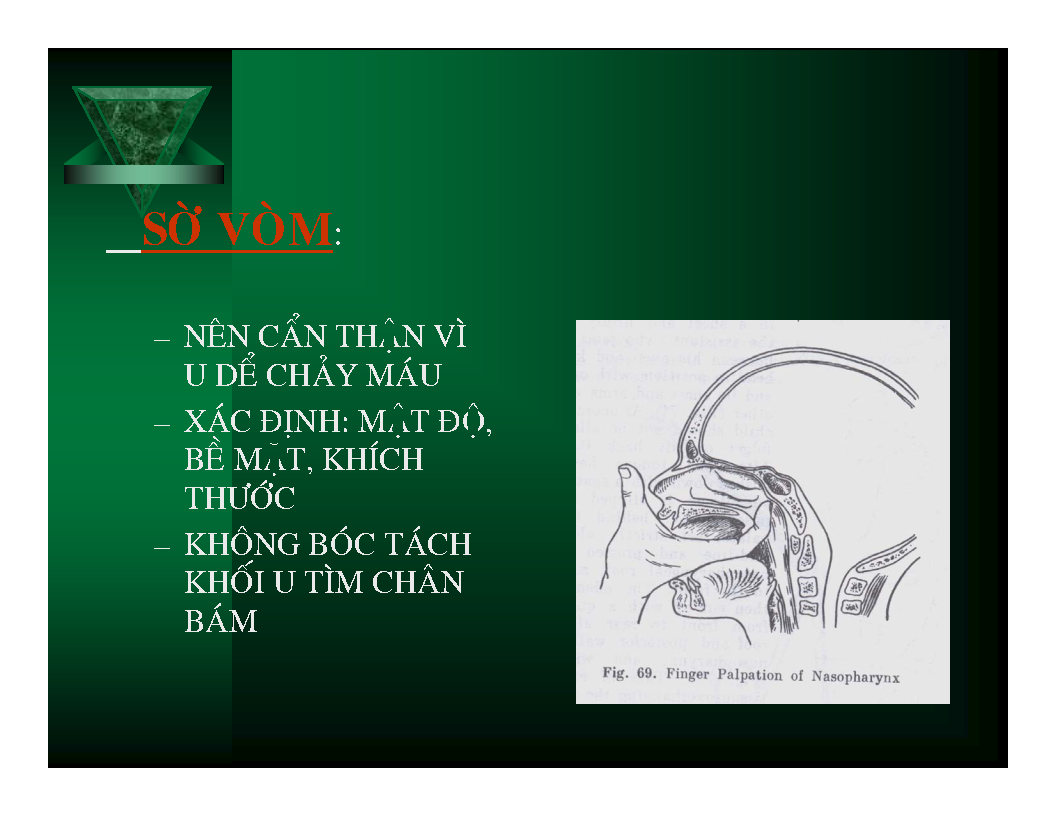 SỜ VÒM:
– NÊN CẨN THẬN VÌ
U DỂ CHẢY MÁU
– XÁC ĐỊNH: MẬT ĐỘ,
BỀ MẶT, KHÍCH
THƯỚC
– KHÔNG BÓC TÁCH
KHỐI U TÌM CHÂN
BÁM
Fig. 69. Finger Palpation of Nasopharynx